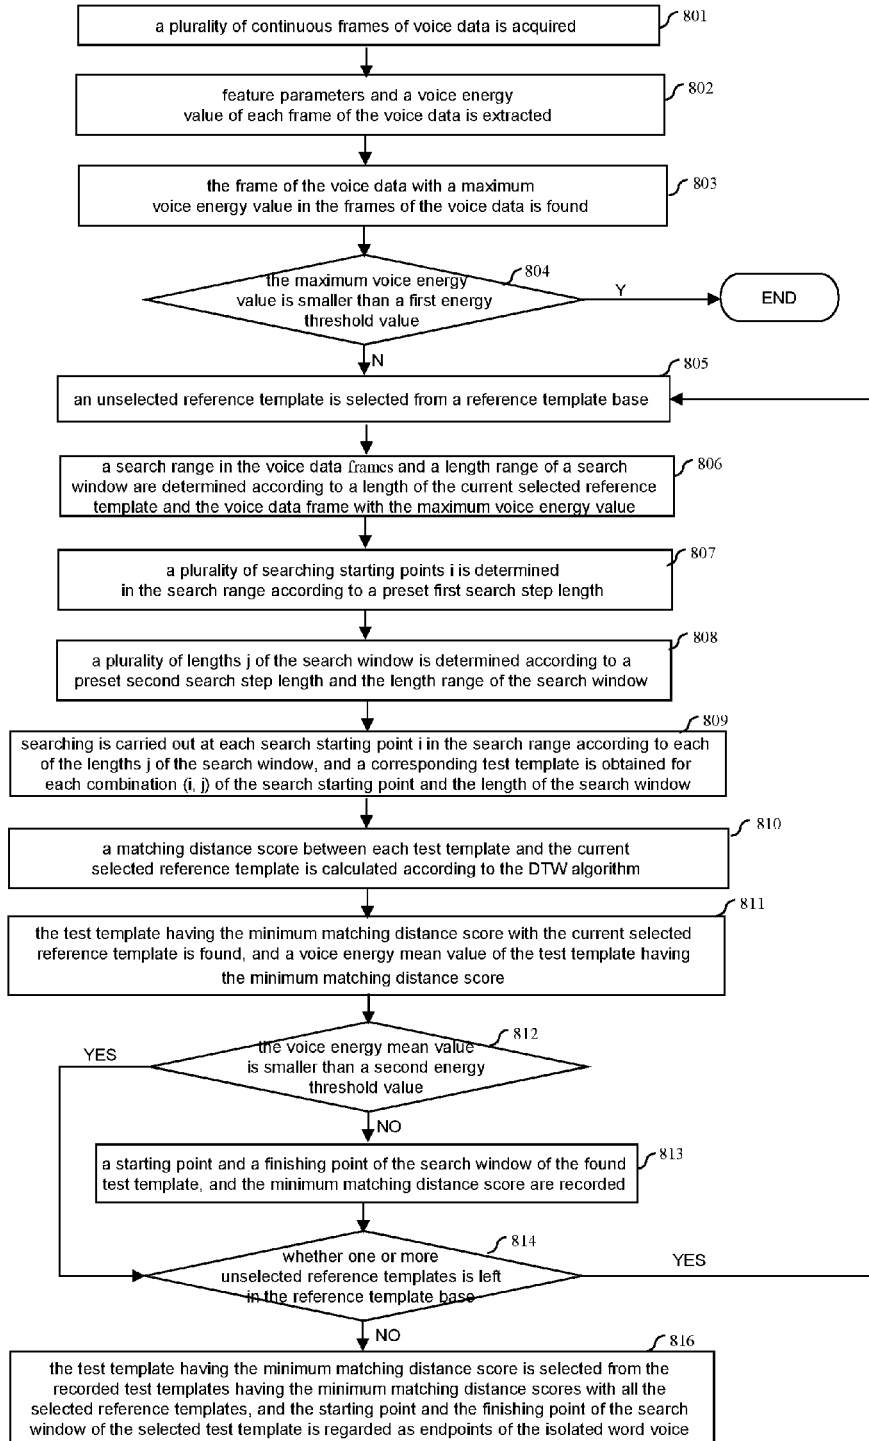 a plurality of continuous frames of voice data is acquired
801
feature parameters and a voice energy
value of each frame of the voice data is extracted
802
the frame of the voice data with a maximum
voice energy value in the frames of the voice data is found
803
the maximum voice energy
value is smaller than a first energy
threshold value
804
Y
END
N
805
an unselected reference template is selected from a reference template base
a search range in the voice data frames and a length range of a search
window are determined according to a length of the current selected reference
template and the voice data frame with the maximum voice energy value
806
a plurality of searching starting points i is determined
in the search range according to a preset first search step length
807
a plurality of lengths j of the search window is determined according to a
preset second search step length and the length range of the search window
808
809
searching is carried out at each search starting point i in the search range according to each
of the lengths j of the search window, and a corresponding test template is obtained for
each combination (i, j) of the search starting point and the length of the search window
810
a matching distance score between each test template and the current
selected reference template is calculated according to the DTW algorithm
811
the test template having the minimum matching distance score with the current selected
reference template is found, and a voice energy mean value of the test template having
the minimum matching distance score
812
YES
the voice energy mean value
is smaller than a second energy
threshold value
NO
a starting point and a finishing point of the search window of the found
test template, and the minimum matching distance score are recorded
813
814
whether one or more
unselected reference templates is left
in the reference template base
YES
NO
816
the test template having the minimum matching distance score is selected from the
recorded test templates having the minimum matching distance scores with all the
selected reference templates, and the starting point and the finishing point of the search
window of the selected test template is regarded as endpoints of the isolated word voice